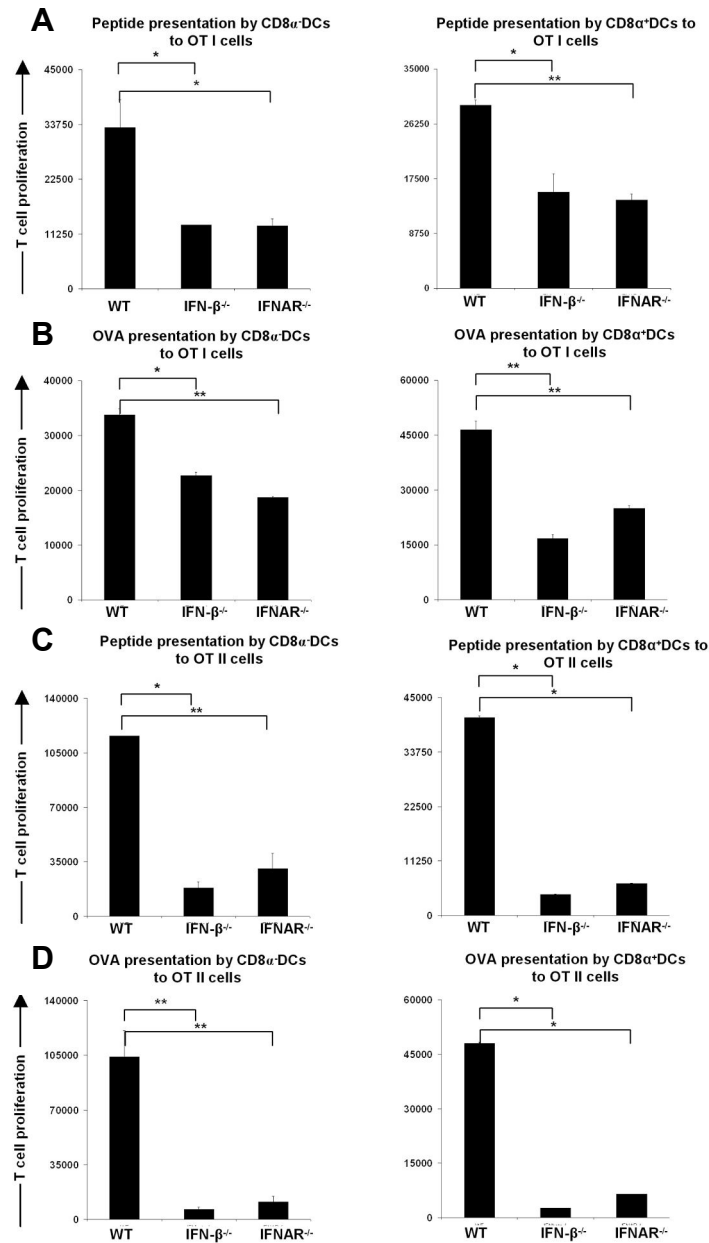 A
Peptide presentation by CD8α⁻DCs
to OT I cells
T cell proliferation
45000
33750
22500
11250
0
*
*
WT
IFN-β⁻/⁻
IFNAR⁻/⁻
Peptide presentation by CD8α⁺DCs to
OT I cells
35000
26250
17500
8750
0
*
**
WT
IFN-β⁻/⁻
IFNAR⁻/⁻
B
OVA presentation by CD8α⁻DCs
to OT I cells
T cell proliferation
40000
30000
20000
10000
0
*
**
WT
IFN-β⁻/⁻
IFNAR⁻/⁻
OVA presentation by CD8α⁺DCs
to OT I cells
60000
45000
30000
15000
0
**
**
WT
IFN-β⁻/⁻
IFNAR⁻/⁻
C
Peptide presentation by CD8α⁻DCs
to OT II cells
T cell proliferation
140000
105000
70000
35000
0
*
**
WT
IFN-β⁻/⁻
IFNAR⁻/⁻
Peptide presentation by CD8α⁺DCs to
OT II cells
45000
33750
22500
11250
0
*
*
WT
IFN-β⁻/⁻
IFNAR⁻/⁻
D
OVA presentation by CD8α⁻DCs
to OT II cells
T cell proliferation
140000
105000
70000
35000
0
**
**
WT
IFN-β⁻/⁻
IFNAR⁻/⁻
OVA presentation by CD8α⁺DCs
to OT II cells
60000
45000
30000
15000
0
*
*
WT
IFN-β⁻/⁻
IFNAR⁻/⁻